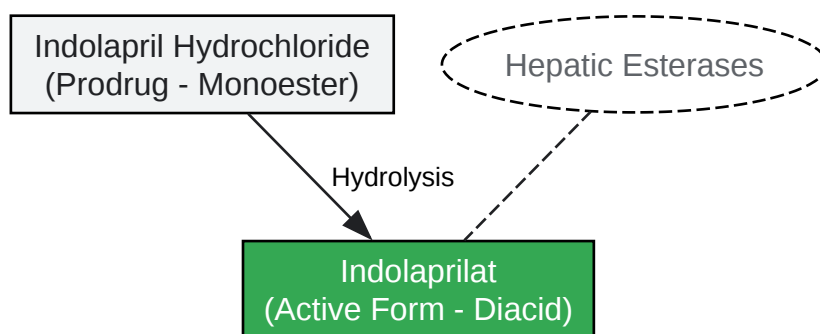 Indolapril Hydrochloride
(Prodrug - Monoester)
Hepatic Esterases
Hydrolysis
Indolaprilat
(Active Form - Diacid)